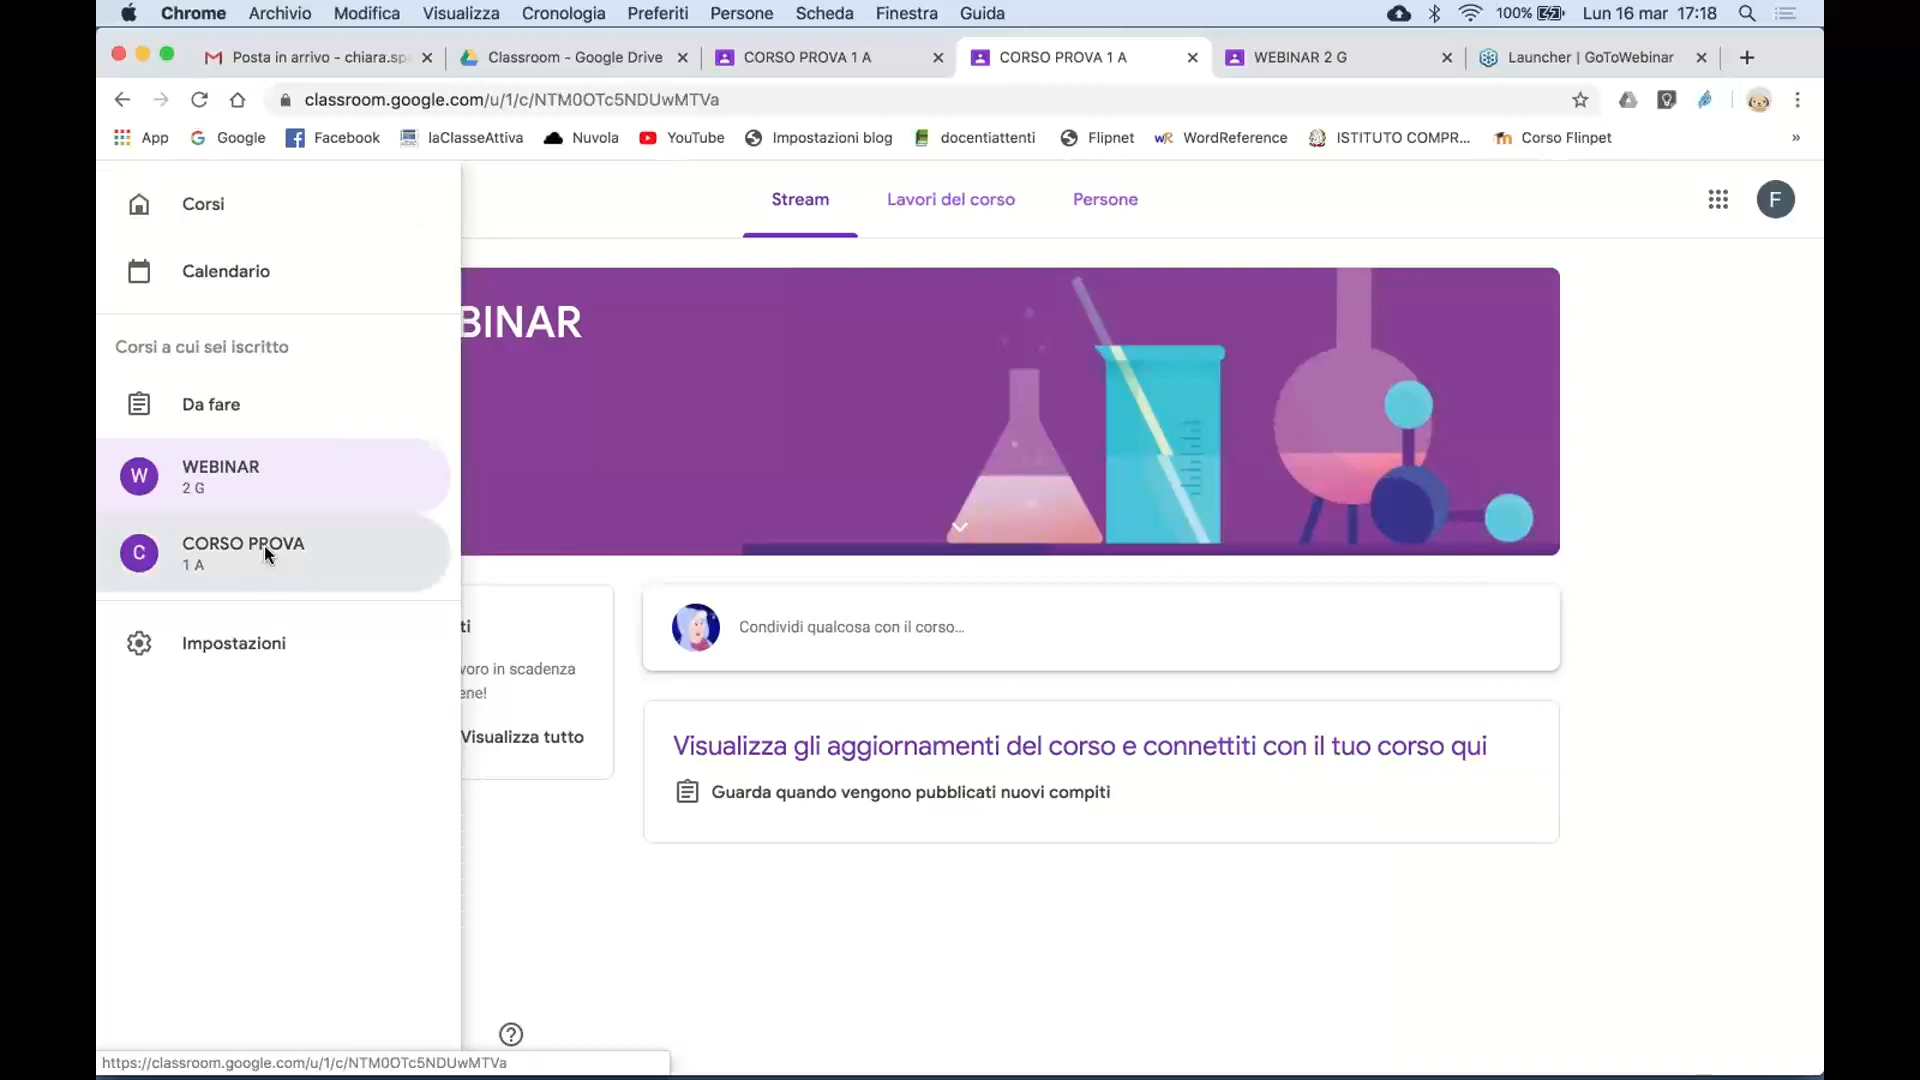 Chrome Archivio Modifica Visualizza Cronologia Preferiti Persone Scheda Finestra Guida 100% Lun 16 mar 17:18
Posta in arrivo - chiara.sp Classroom - Google Drive CORSO PROVA 1 A CORSO PROVA 1 A WEBINAR 2 G Launcher | GoToWebinar
classroom.google.com/u/1/c/NTM0OTc5NDUwMTVa
App Google Facebook laClasseAttiva Nuvola YouTube Impostazioni blog docentiattenti Flipnet WordReference ISTITUTO COMPR... Corso Flinpet »
Corsi
Stream Lavori del corso Persone
F
Calendario
BINAR
Corsi a cui sei iscritto
Da fare
W
WEBINAR
2 G
C
CORSO PROVA
1 A
Impostazioni
ti
voro in scadenza
ene!
Visualizza tutto
Condividi qualcosa con il corso...
Visualizza gli aggiornamenti del corso e connettiti con il tuo corso qui
Guarda quando vengono pubblicati nuovi compiti
https://classroom.google.com/u/1/c/NTM0OTc5NDUwMTVa